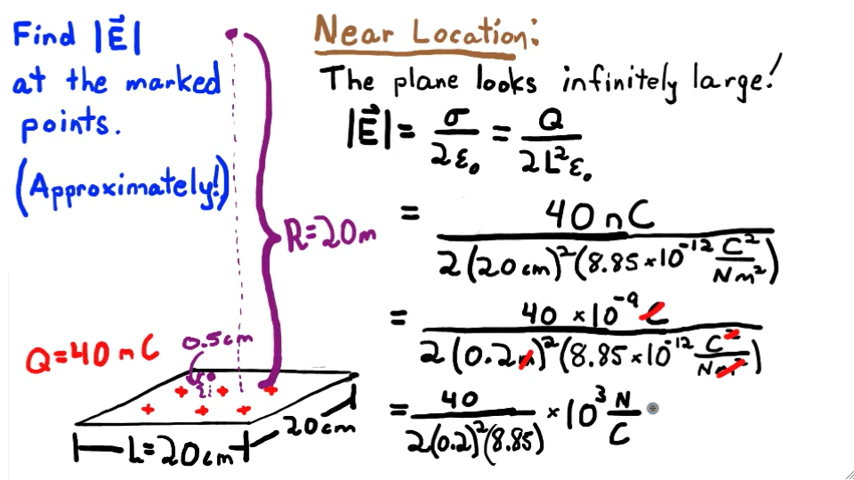 Find |E⃗|
at the marked
points.
(Approximately!)
R=20m
0.5cm
Q=40 nC
L=20cm
20cm
Near Location:
The plane looks infinitely large!
|E⃗| = σ/2ε₀ = Q/2L²ε₀
= 40 nC / 2(20cm)²(8.85×10⁻¹² C²/Nm²)
= 40 ×10⁻⁹ C / 2(0.2m)²(8.85×10⁻¹² C²/Nm²)
= 40 / 2(0.2)²(8.85) ×10³ N/C